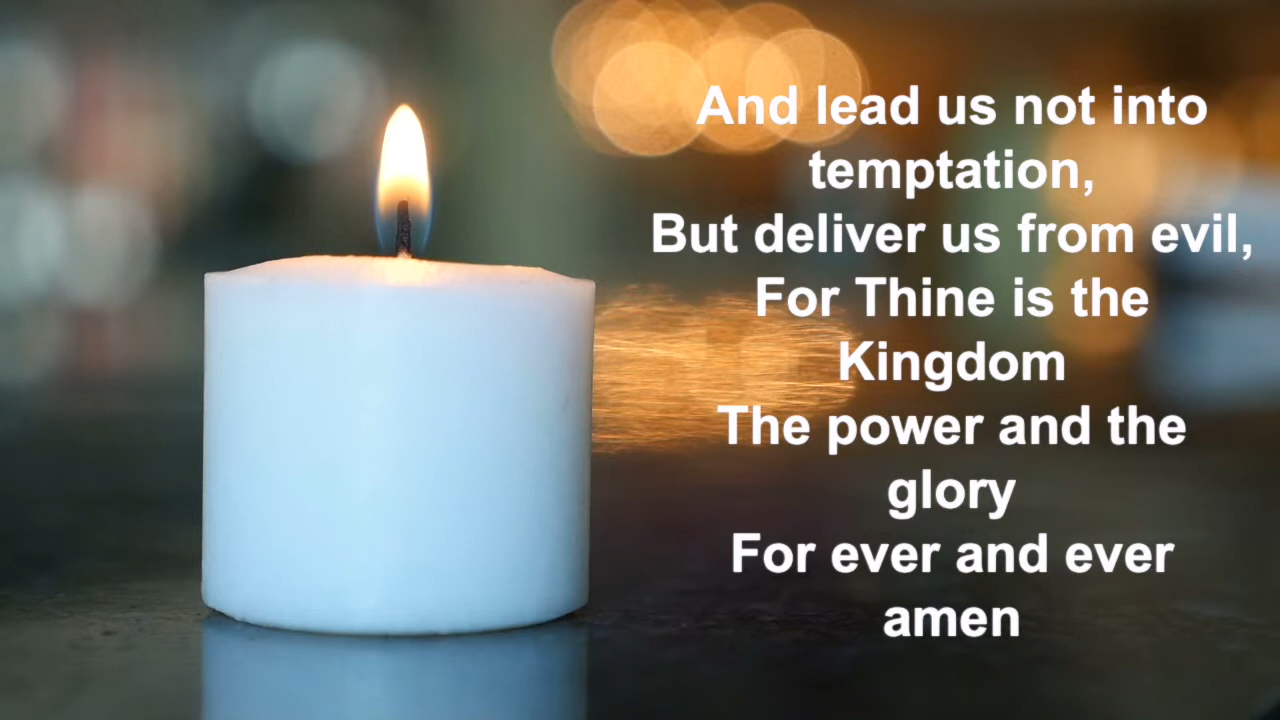 And lead us not into
temptation,
But deliver us from evil,
For Thine is the
Kingdom
The power and the
glory
For ever and ever
amen